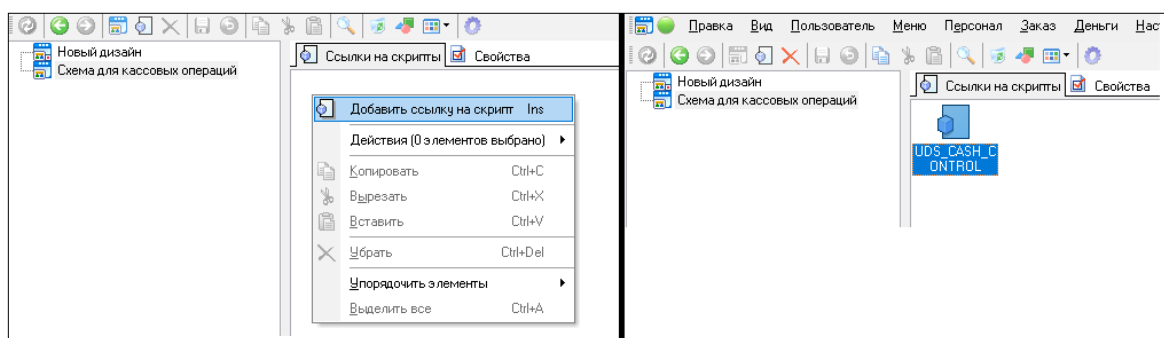 Новый дизайн
Схема для кассовых операций
Ссылки на скрипты
Свойства
Добавить ссылку на скрипт Ins
Действия (0 элементов выбрано)
Копировать Ctrl+C
Вырезать Ctrl+X
Вставить Ctrl+V
Убрать Ctrl+Del
Упорядочить элементы
Выделить все Ctrl+A
Правка Вид Пользователь Меню Персонал Заказ Деньги Нас
Новый дизайн
Схема для кассовых операций
Ссылки на скрипты
Свойства
UDS_CASH_C
ONTROL